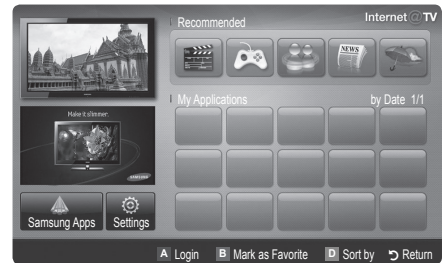 Internet@TV
Recommended
NEWS
My Applications
by Date 1/1
Make it slimmer.
SAMSUNG
Samsung Apps
Settings
A Login
B Mark as Favorite
D Sort by
Return